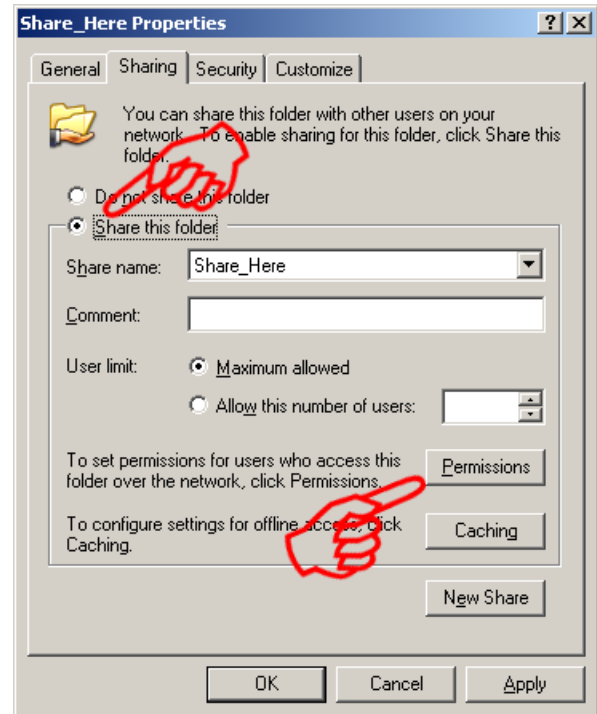 Share_Here Properties
General Sharing Security Customize
You can share this folder with other users on your
network. To enable sharing for this folder, click Share this
folder.
Do not share this folder
Share this folder
Share name: Share_Here
Comment:
User limit: Maximum allowed
Allow this number of users:
To set permissions for users who access this
folder over the network, click Permissions.
Permissions
To configure settings for offline access, click
Caching.
Caching
New Share
OK Cancel Apply